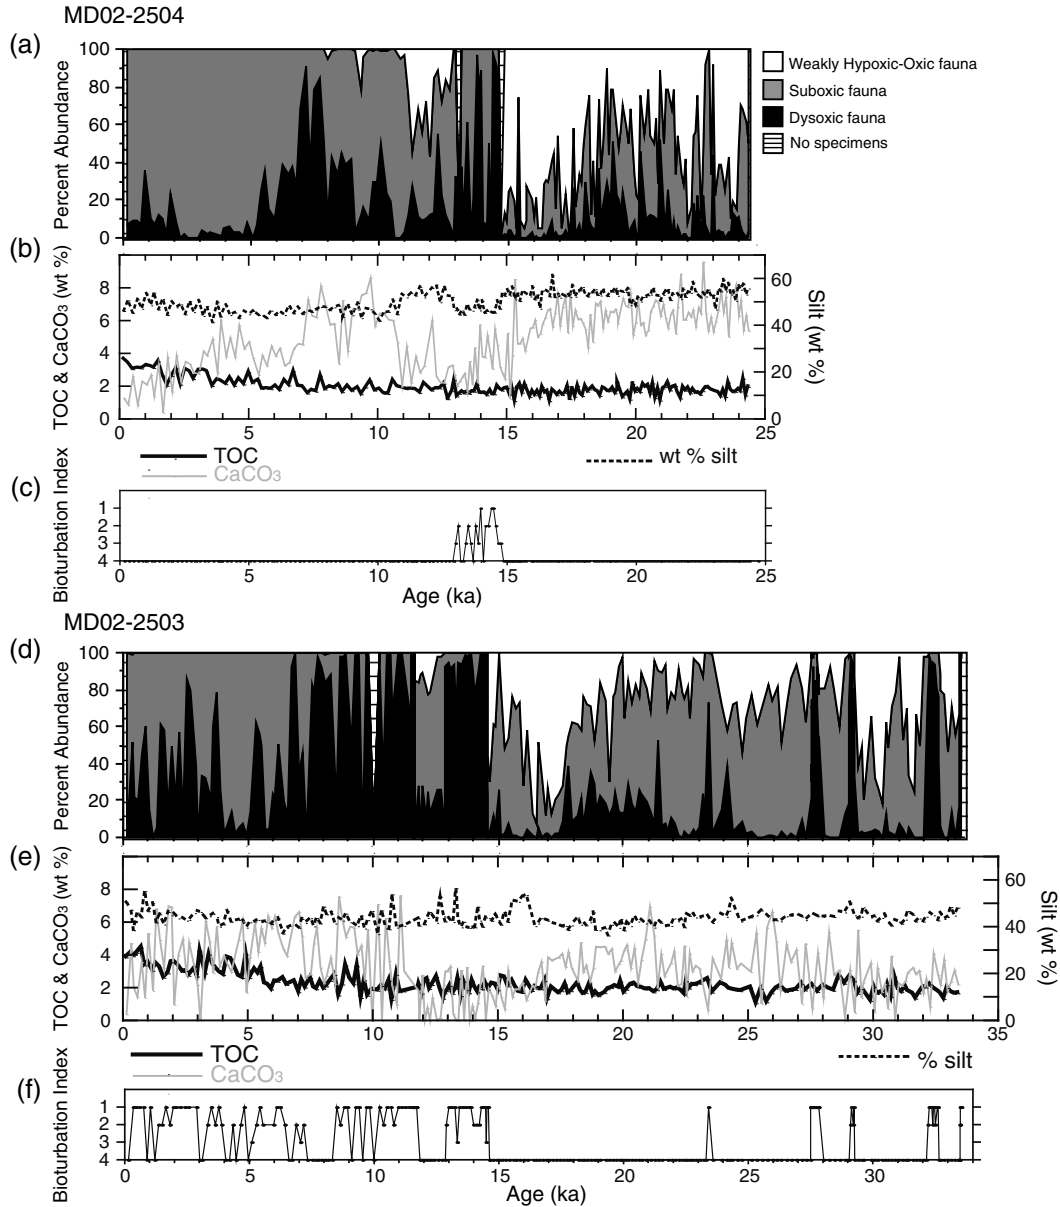 MD02-2504
(a)
Percent Abundance
100
80
60
40
20
0
Weakly Hypoxic-Oxic fauna
Suboxic fauna
Dysoxic fauna
No specimens
(b)
TOC & CaCO3 (wt %)
8
6
4
2
0
60
40
20
0
Silt (wt %)
0 5 10 15 20 25
TOC
CaCO3
wt % silt
(c)
Bioturbation Index
1
2
3
4
0 5 10 15 20 25
Age (ka)
MD02-2503
(d)
Percent Abundance
100
80
60
40
20
0
(e)
TOC & CaCO3 (wt %)
8
6
4
2
0
60
40
20
0
Silt (wt %)
0 5 10 15 20 25 30 35
TOC
CaCO3
% silt
(f)
Bioturbation Index
1
2
3
4
0 5 10 15 20 25 30
Age (ka)